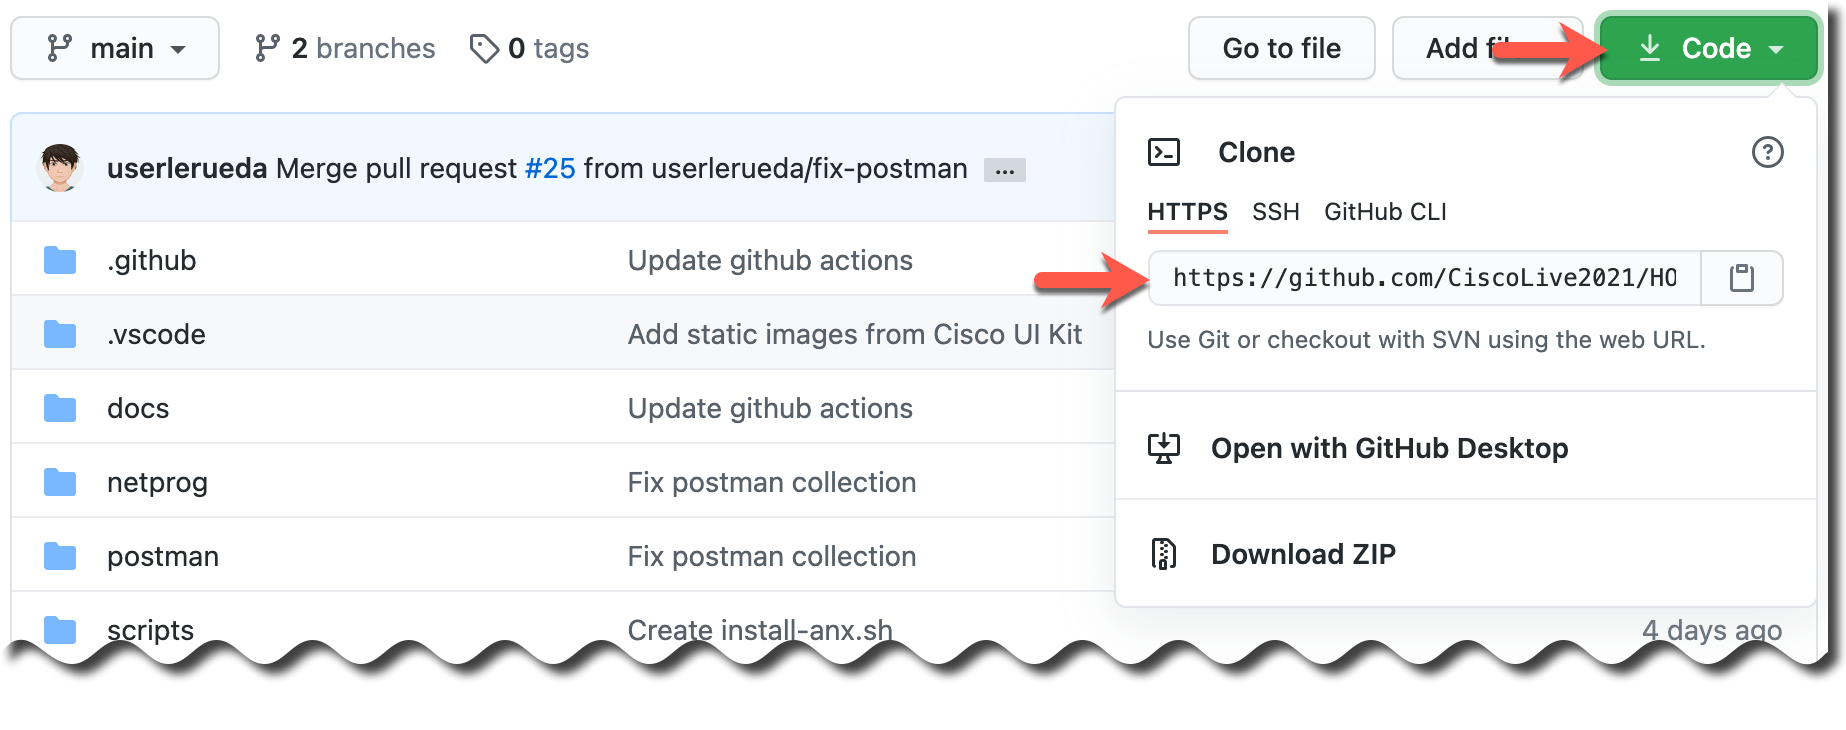 main 2 branches 0 tags Go to file Add Code
userlerueda Merge pull request #25 from userlerueda/fix-postman ...
Clone
HTTPS SSH GitHub CLI
.github Update github actions
https://github.com/CiscoLive2021/HO
.vscode Add static images from Cisco UI Kit
Use Git or checkout with SVN using the web URL.
docs Update github actions
Open with GitHub Desktop
netprog Fix postman collection
postman Fix postman collection
Download ZIP
scripts Create install-anx.sh 4 days ago